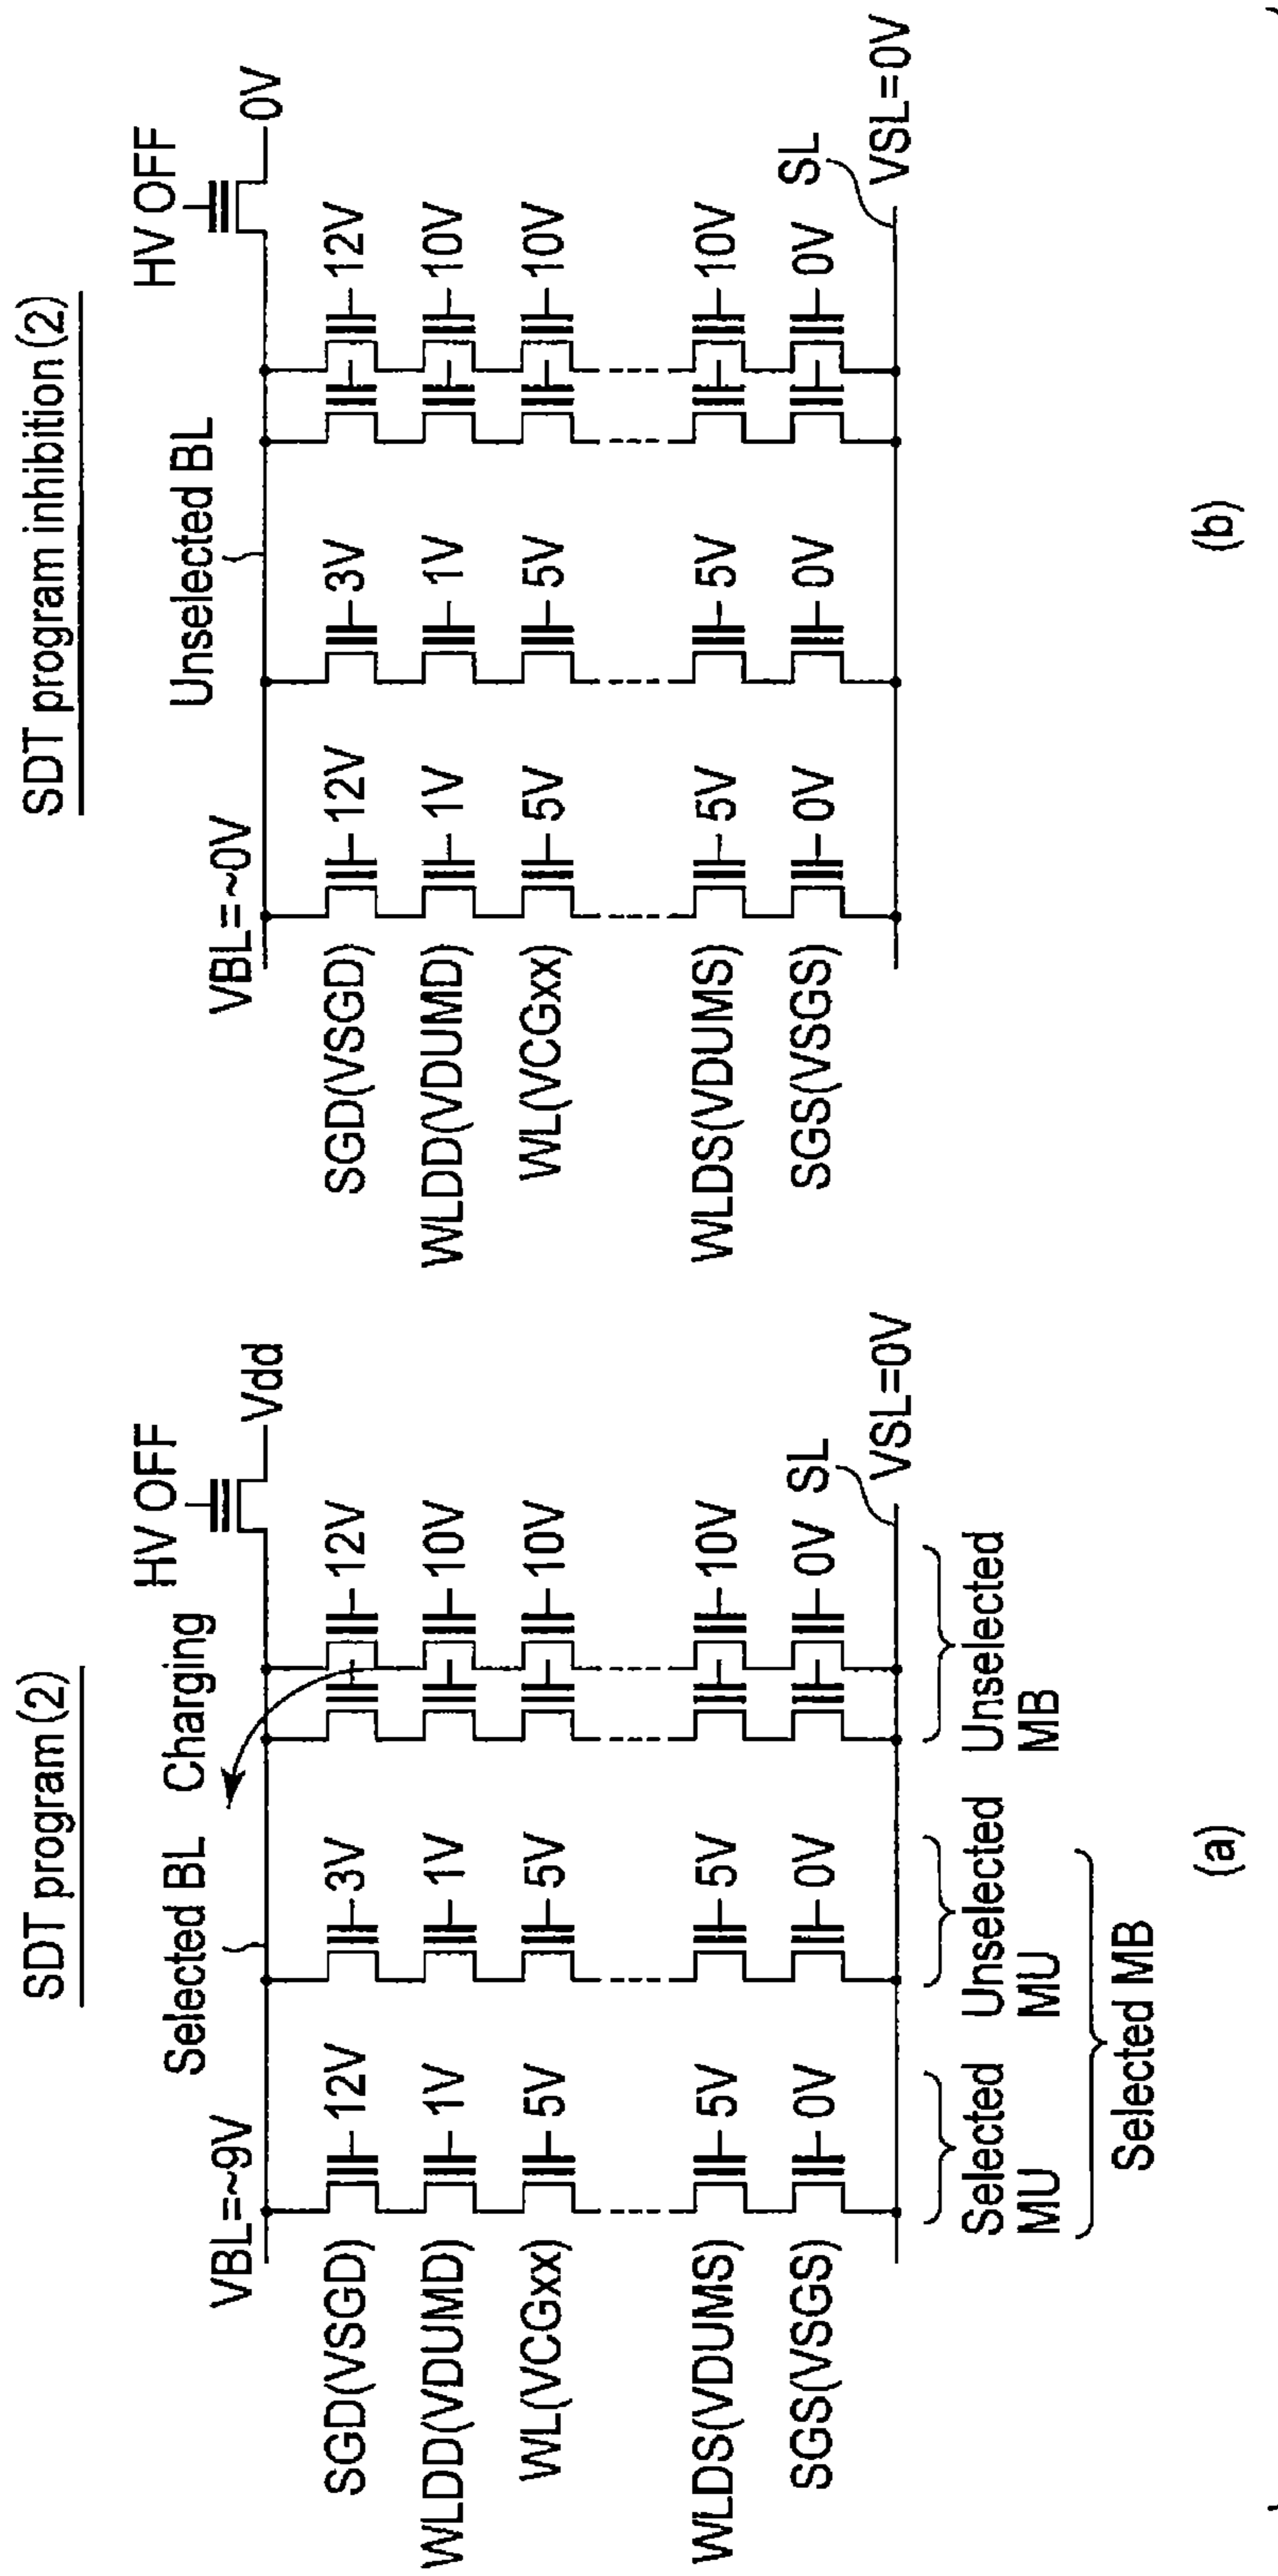 SDT program (2)
Selected BL
Charging
HV OFF
VBL=~9V
Vdd
SGD(VSGD)
12V
3V
12V
WLDD(VDUMD)
1V
1V
10V
WL(VCGxx)
5V
5V
10V
WLDS(VDUMS)
5V
5V
10V
SGS(VSGS)
0V
0V
0V
SL
VSL=0V
Selected
MU
Unselected
MU
Unselected
MB
Selected MB
(a)
SDT program inhibition (2)
Unselected BL
HV OFF
VBL=~0V
0V
SGD(VSGD)
12V
3V
12V
WLDD(VDUMD)
1V
1V
10V
WL(VCGxx)
5V
5V
10V
WLDS(VDUMS)
5V
5V
10V
SGS(VSGS)
0V
0V
0V
SL
VSL=0V
(b)